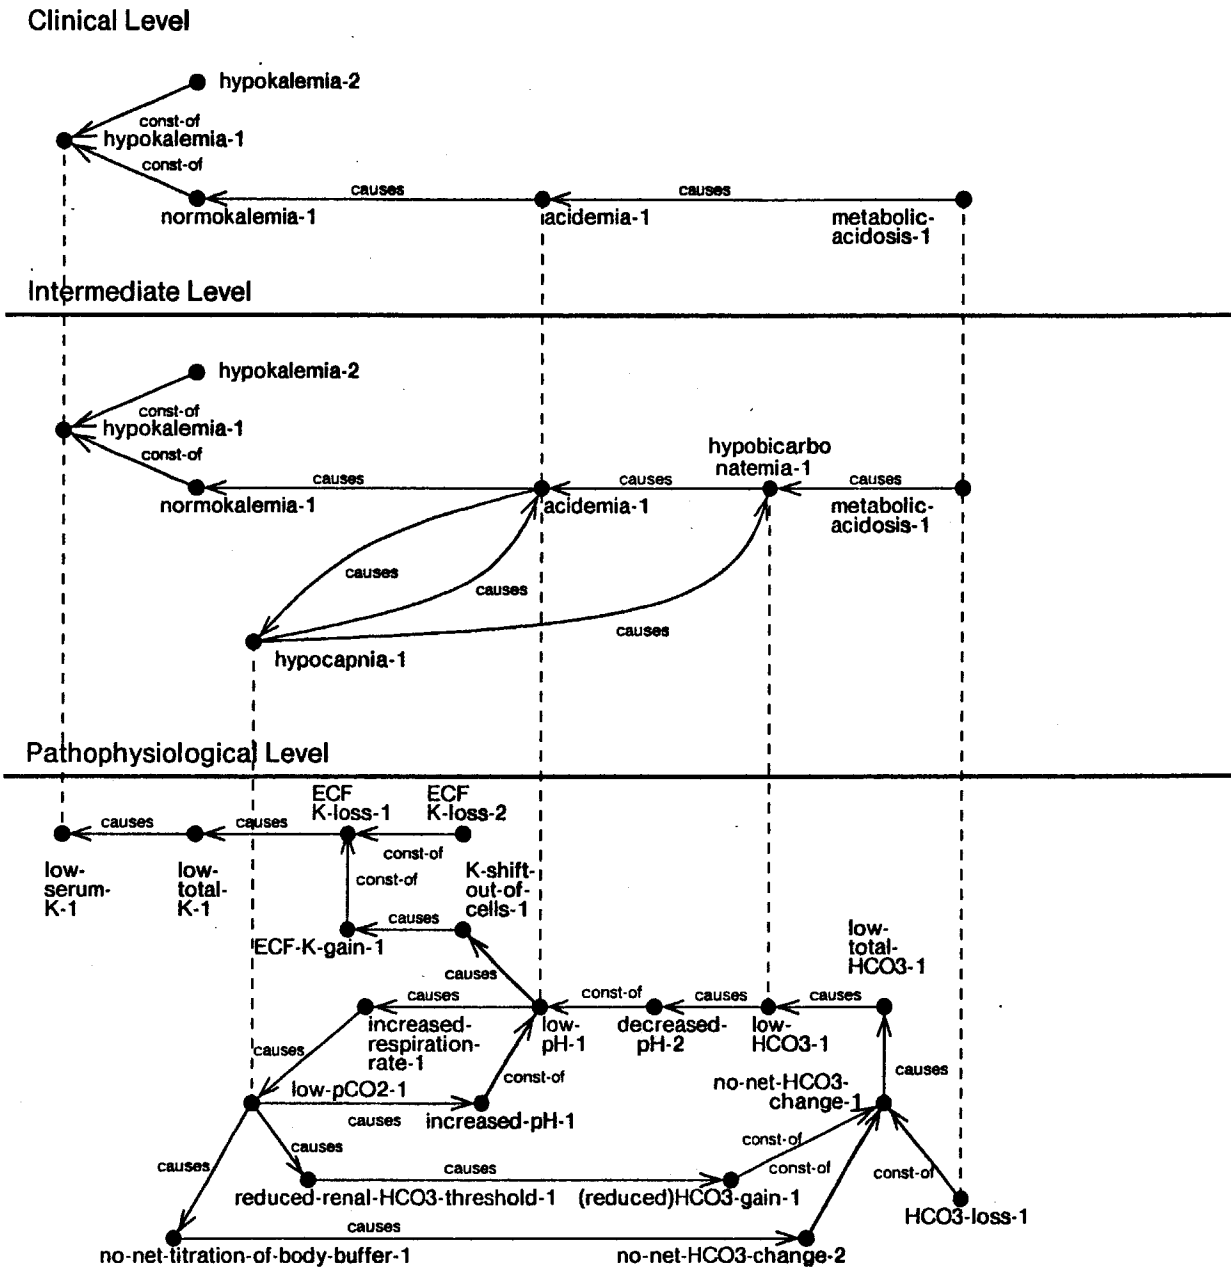 Clinical Level
hypokalemia-2
const-of
hypokalemia-1
const-of
causes
causes
normokalemia-1
acidemia-1
metabolic-
acidosis-1
Intermediate Level
hypokalemia-2
const-of
hypokalemia-1
const-of
hypobicarbo
natemia-1
causes
causes
causes
normokalemia-1
acidemia-1
metabolic-
acidosis-1
causes
causes
causes
hypocapnia-1
Pathophysiological Level
ECF
K-loss-1
ECF
K-loss-2
causes
causes
const-of
low-
serum-
K-1
low-
total-
K-1
const-of
K-shift-
out-of-
cells-1
causes
ECF-K-gain-1
low-
total-
HCO3-1
causes
causes
const-of
causes
causes
increased-
respiration-
rate-1
low-
pH-1
decreased-
pH-2
low-
HCO3-1
causes
low-pCO2-1
const-of
no-net-HCO3-
change-1
causes
causes
increased-pH-1
causes
causes
const-of
causes
const-of
const-of
reduced-renal-HCO3-threshold-1
(reduced)HCO3-gain-1
HCO3-loss-1
causes
no-net-titration-of-body-buffer-1
no-net-HCO3-change-2